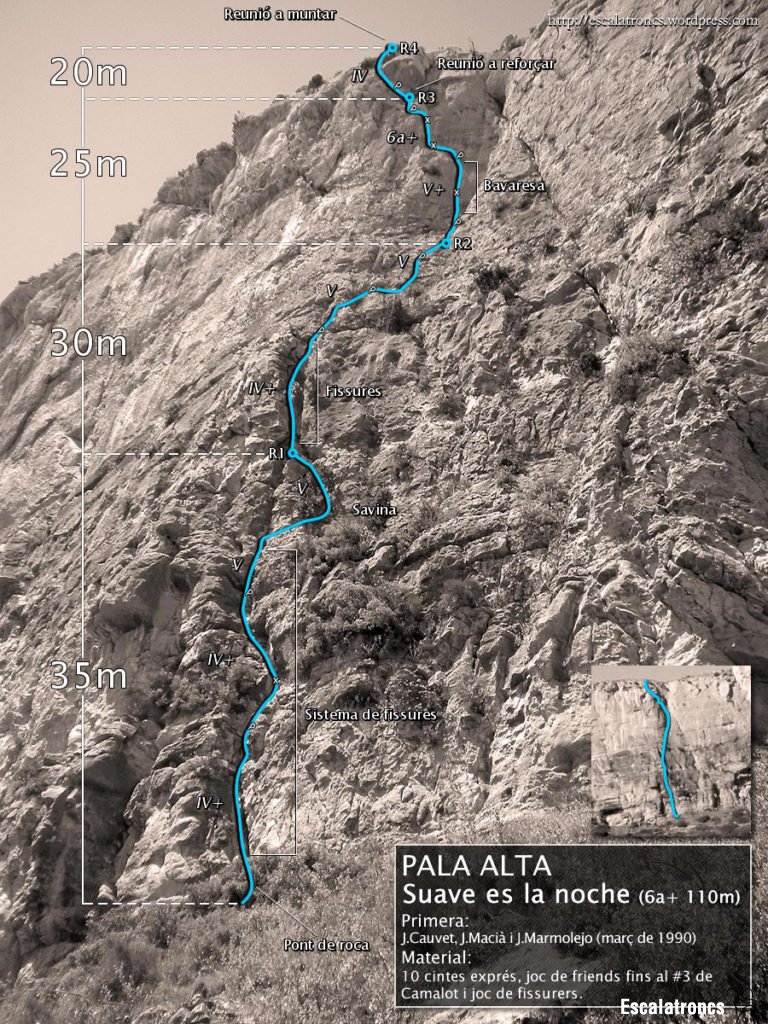 http://escalatroncs.wordpress.com
Reunió a muntar
R4
20m
IV
Reunió a reforçar
R3
6a+
25m
V+
Bavaresa
R2
V
V
30m
IV+
Fissures
R1
V
Savina
V
IV+
35m
Sistema de fissures
IV+
Pont de roca
PALA ALTA
Suave es la noche (6a+ 110m)
Primera:
J.Cauvet, J.Macià i J.Marmolejo (març de 1990)
Material:
10 cintes exprés, joc de friends fins al #3 de
Camalot i joc de fissurers.
Escalatroncs